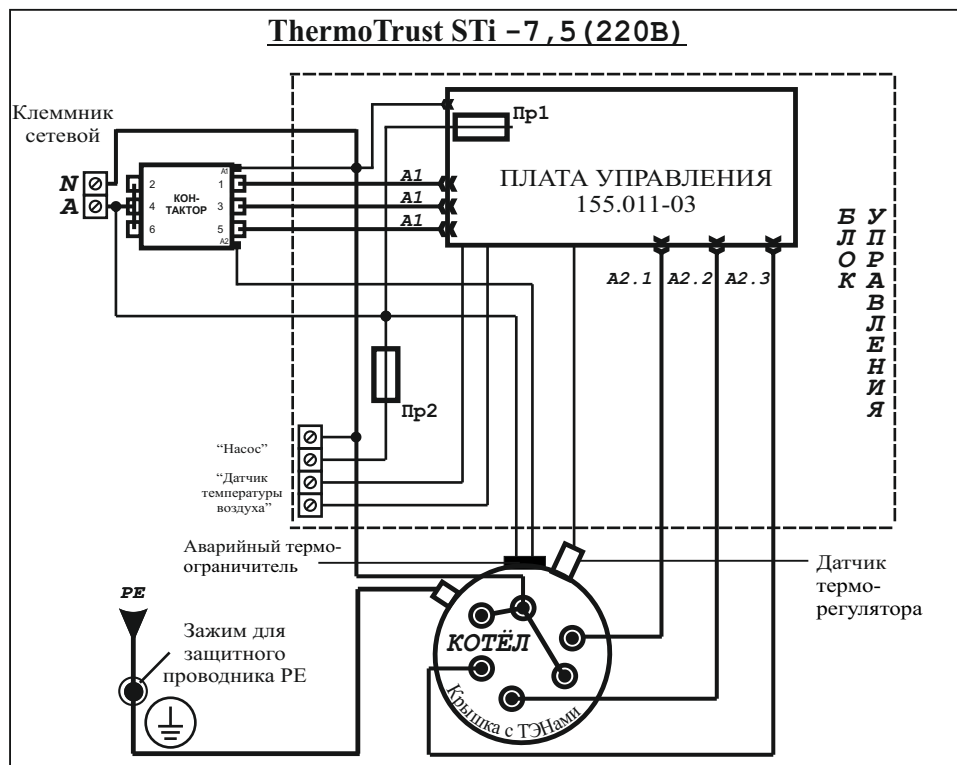 ThermoTrust STi -7,5(220В)
Клеммник
сетевой
N
A
A1
2
1
4
3
6
5
A2
КОН-
ТАКТОР
A1
A1
A1
Пр1
ПЛАТА УПРАВЛЕНИЯ
155.011-03
A2.1
A2.2
A2.3
БЛОК
УПРАВЛЕНИЯ
Пр2
“Насос”
“Датчик
температуры
воздуха”
Аварийный термо-
ограничитель
Датчик
термо-
регулятора
PE
Зажим для
защитного
проводника PE
КОТЁЛ
Крышка с ТЭНами